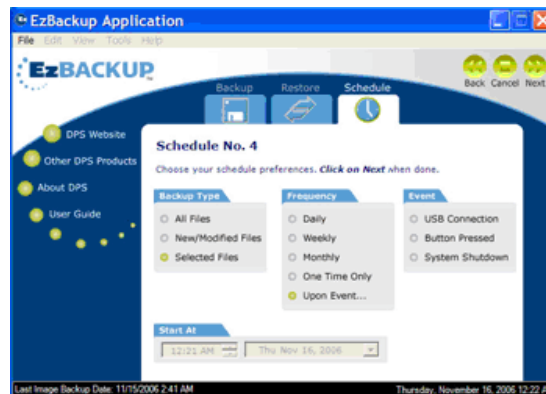 EzBackup Application
File Edit View Tools Help
EZBACKUP
Back Cancel Next
Backup Restore Schedule
DPS Website
Other DPS Products
About DPS
User Guide
Schedule No. 4
Choose your schedule preferences. Click on Next when done.
Backup Type
All Files
New/Modified Files
Selected Files
Frequency
Daily
Weekly
Monthly
One Time Only
Upon Event...
Event
USB Connection
Button Pressed
System Shutdown
Start At
12:21 AM Thu Nov 16, 2006
Last Image Backup Date: 11/15/2006 2:41 AM
Thursday, November 16, 2006 12:22 A